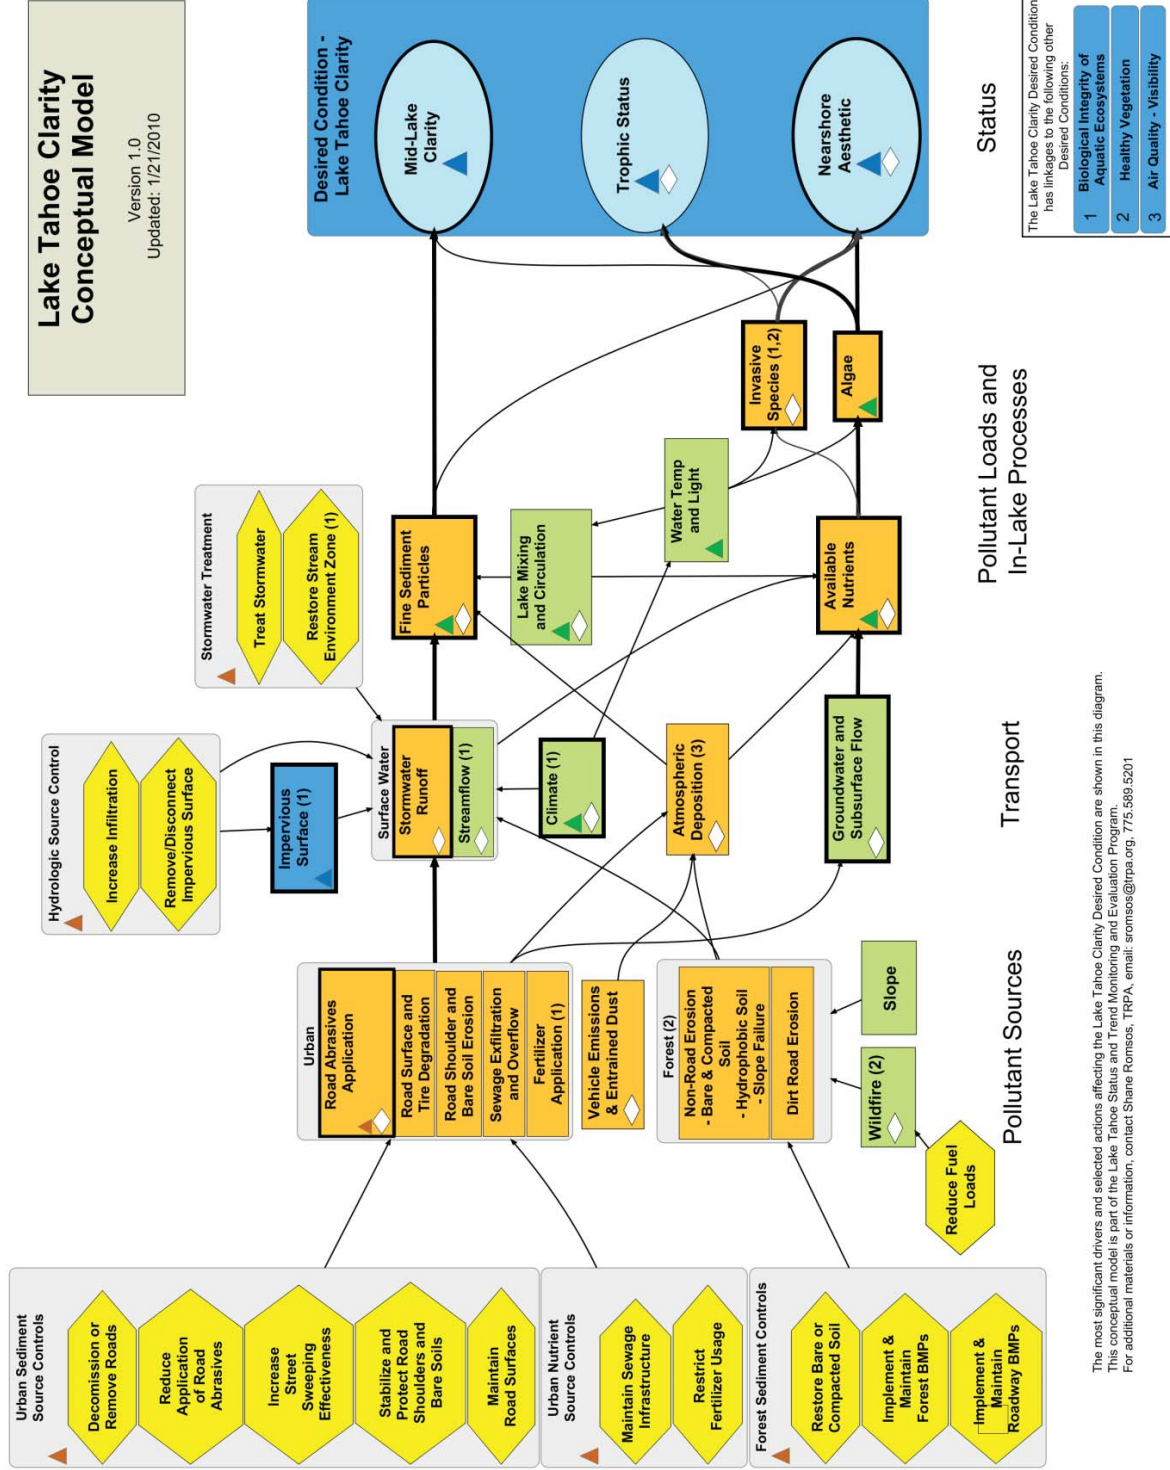 Lake Tahoe Clarity
Conceptual Model
Version 1.0
Updated: 1/21/2010
Urban Sediment
Source Controls
Decomission or
Remove Roads
Reduce
Application
of Road
Abrasives
Increase
Street
Sweeping
Effectiveness
Stabilize and
Protect Road
Shoulders and
Bare Soils
Maintain
Road Surfaces
Urban Nutrient
Source Controls
Maintain Sewage
Infrastructure
Restrict
Fertilizer Usage
Forest Sediment Controls
Restore Bare or
Compacted Soil
Implement &
Maintain
Forest BMPs
Implement &
Maintain
Roadway BMPs
Reduce Fuel
Loads
Urban
Road Abrasives
Application
Road Surface and
Tire Degradation
Road Shoulder and
Bare Soil Erosion
Sewage Exfiltration
and Overflow
Fertilizer
Application (1)
Vehicle Emissions
& Entrained Dust
Forest (2)
Non-Road Erosion
- Bare & Compacted
Soil
- Hydrophobic Soil
- Slope Failure
Dirt Road Erosion
Wildfire (2)
Slope
Pollutant Sources
Hydrologic Source Control
Increase Infiltration
Remove/Disconnect
Impervious Surface
Impervious
Surface (1)
Surface Water
Stormwater
Runoff
Streamflow (1)
Climate (1)
Atmospheric
Deposition (3)
Groundwater and
Subsurface Flow
Transport
Stormwater Treatment
Treat Stormwater
Restore Stream
Environment Zone (1)
Fine Sediment
Particles
Lake Mixing
and Circulation
Water Temp
and Light
Available
Nutrients
Invasive
Species (1,2)
Algae
Pollutant Loads and
In-Lake Processes
Desired Condition -
Lake Tahoe Clarity
Mid-Lake
Clarity
Trophic Status
Nearshore
Aesthetic
Status
The Lake Tahoe Clarity Desired Condition
has linkages to the following other
Desired Conditions:
1 Biological Integrity of
Aquatic Ecosystems
2 Healthy Vegetation
3 Air Quality - Visibility
The most significant drivers and selected actions affecting the Lake Tahoe Clarity Desired Condition are shown in this diagram.
This conceptual model is part of the Lake Tahoe Status and Trend Monitoring and Evaluation Program.
For additional materials or information, contact Shane Romsos, TRPA, email: sromsos@trpa.org, 775.589.5201